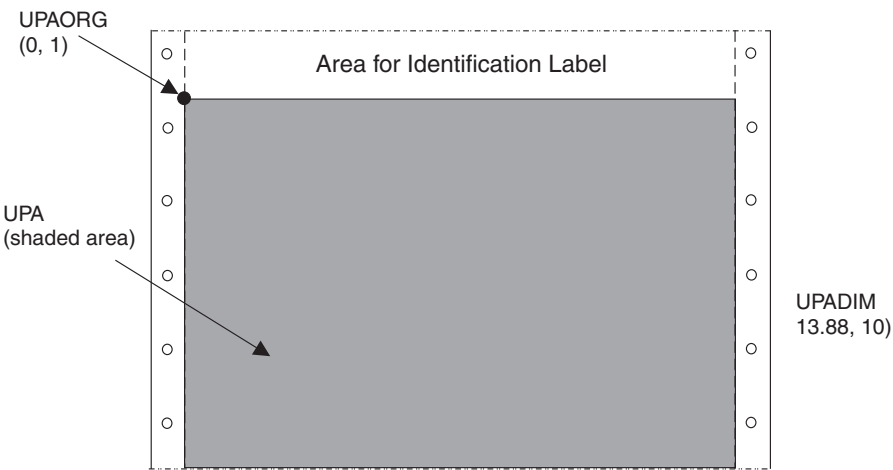 UPAORG
(0, 1)
Area for Identification Label
UPA
(shaded area)
UPADIM
13.88, 10)